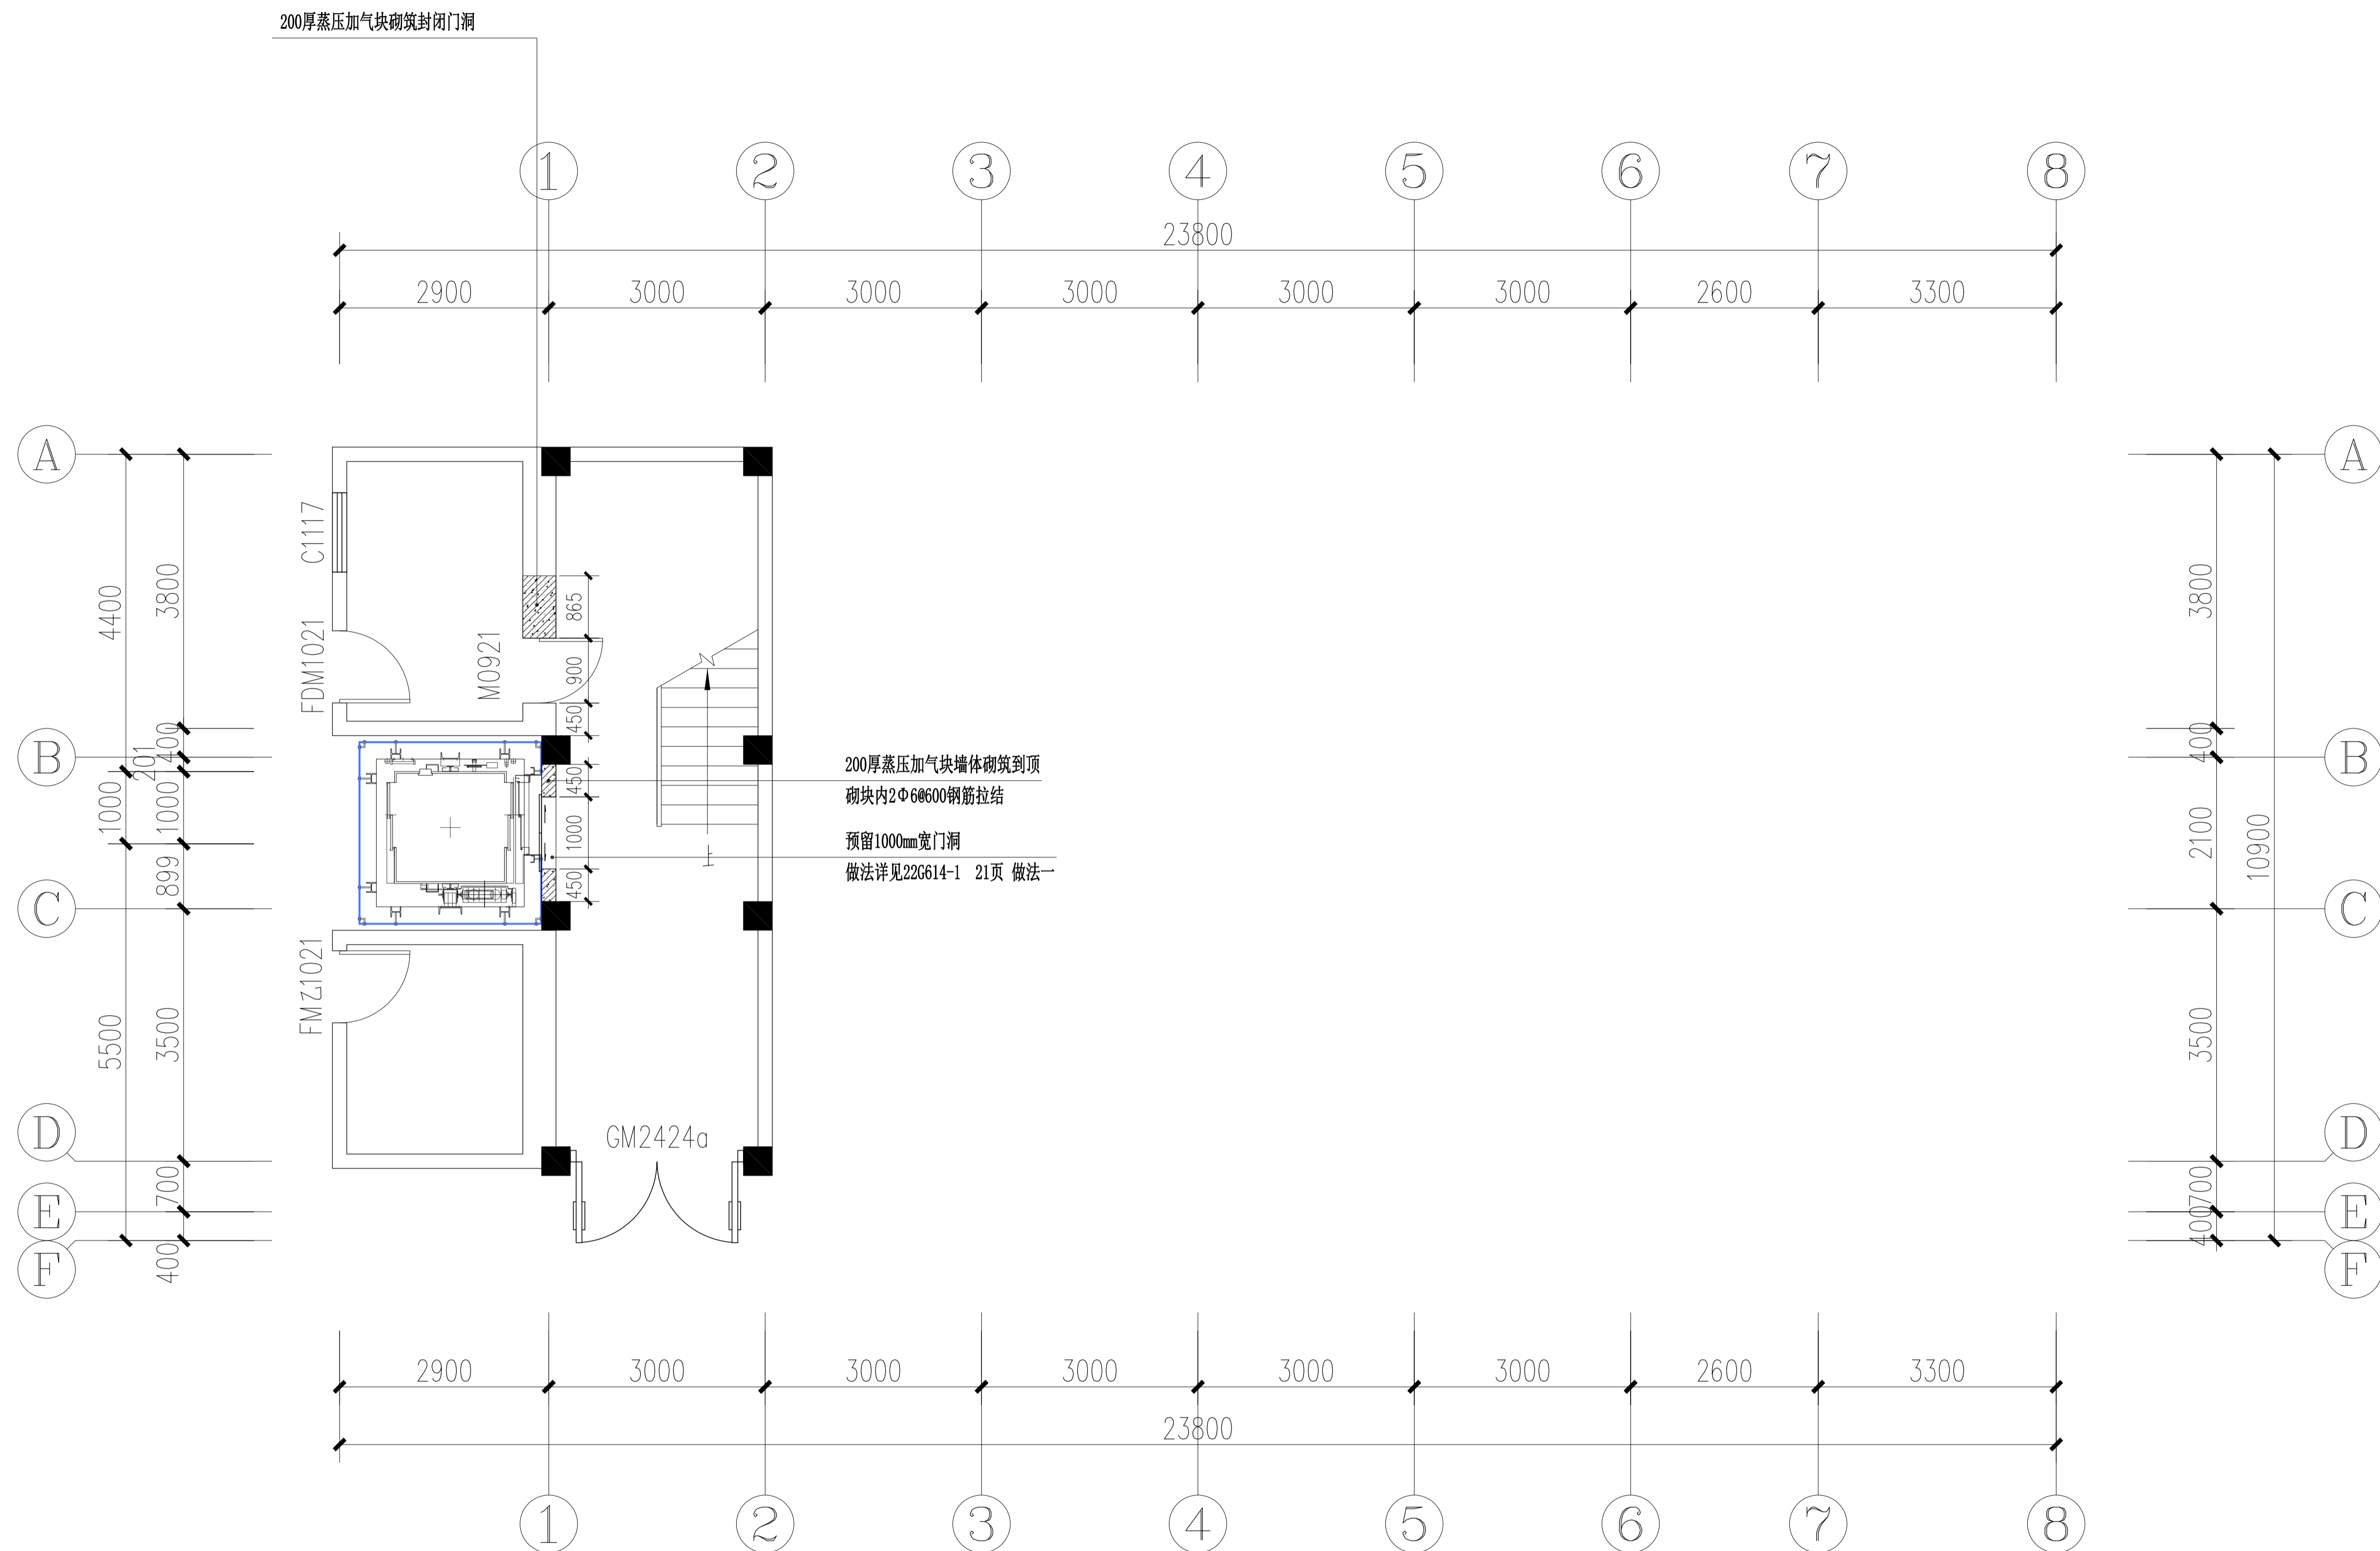 200厚蒸压加气块砌筑封闭门洞
1 2 3 4 5 6 7 8
23800
2900 3000 3000 3000 3000 3000 2600 3300
A A
B B
C C
D D
E E
F F
4400
1000
5500
3800
400
201
1000
899
3500
700
400
C1117
FDM1021
M0921
FMZ1021
865
900
450
450
1000
450
200厚蒸压加气块墙体砌筑到顶
砌块内2Φ6@600钢筋拉结
预留1000mm宽门洞
做法详见22G614-1 21页 做法一
上
GM2424a
3800
400
2100
3500
700
400
10900
2900 3000 3000 3000 3000 3000 2600 3300
23800
1 2 3 4 5 6 7 8